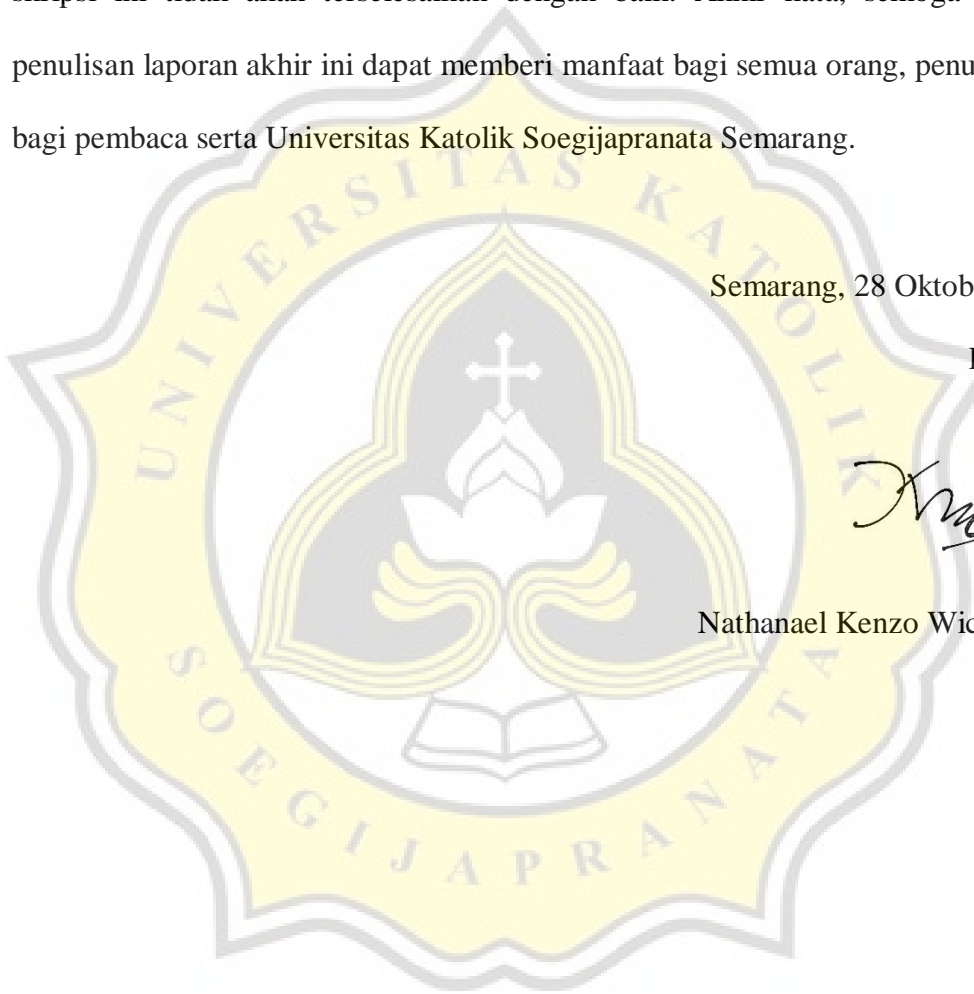 skripsi ini tidak akan terselesaikan dengan baik. Akhir kata, semoga
penulisan laporan akhir ini dapat memberi manfaat bagi semua orang, penu
bagi pembaca serta Universitas Katolik Soegijapranata Semarang.
Semarang, 28 Oktob
Nathanael Kenzo Wic
UNIVERSITAS KATOLIK
SOEGIJAPRANATA